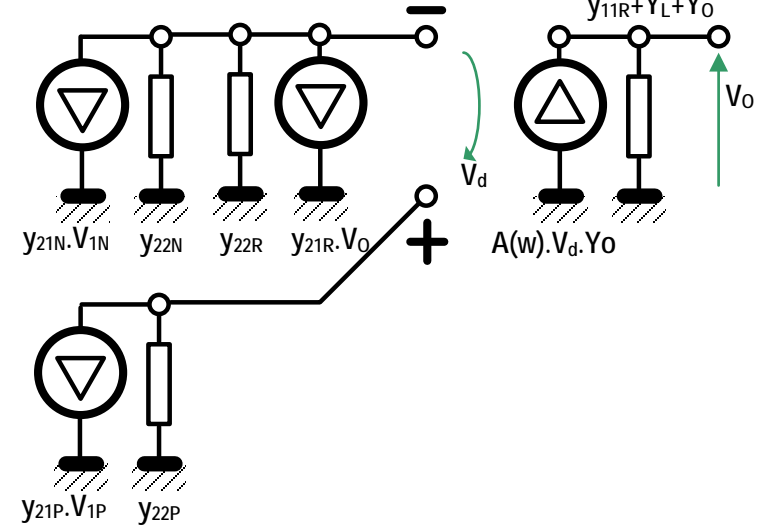 −
y11R+YL+YO
VO
Vd
y21N.V1N y22N y22R y21R.VO + A(w).Vd.Yo
y21P.V1P y22P